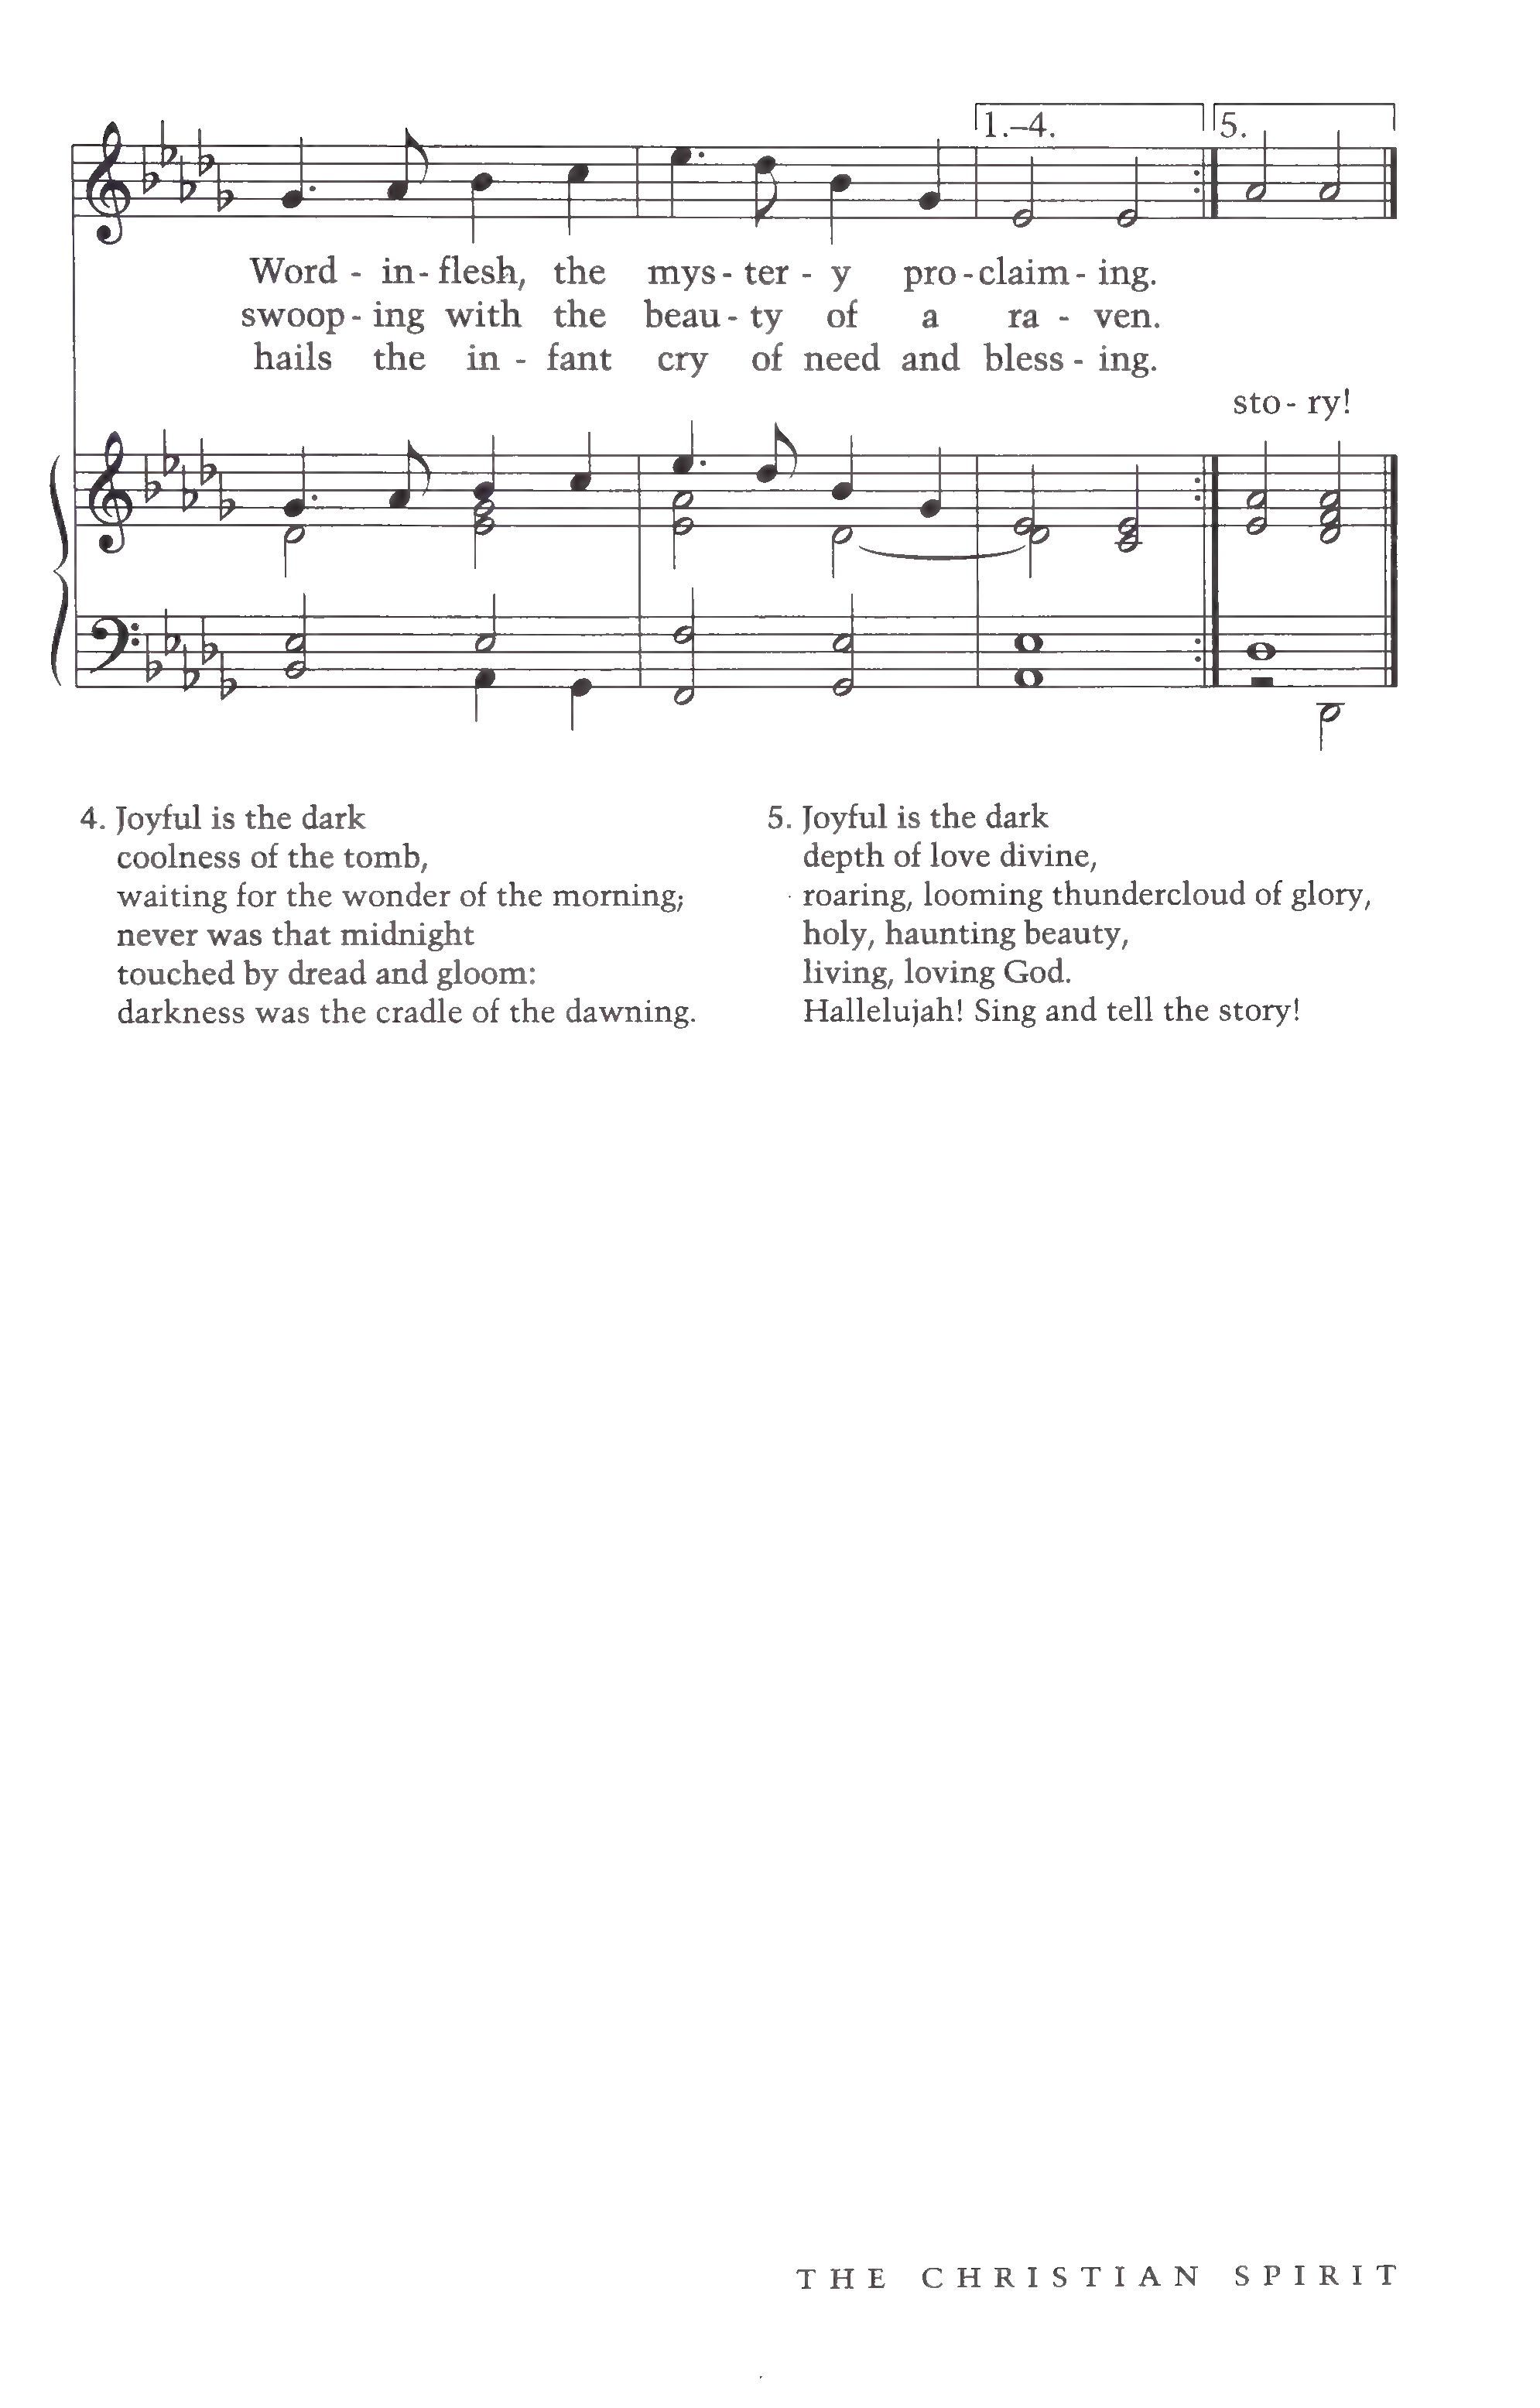 1.–4.
5.
Word - in- flesh, the mys- ter - y pro - claim - ing.
swoop - ing with the beau - ty of a ra - ven.
hails the in - fant cry of need and bless - ing.
sto - ry!
4. Joyful is the dark
coolness of the tomb,
waiting for the wonder of the morning;
never was that midnight
touched by dread and gloom:
darkness was the cradle of the dawning.
5. Joyful is the dark
depth of love divine,
roaring, looming thundercloud of glory,
holy, haunting beauty,
living, loving God.
Hallelujah! Sing and tell the story!
THE CHRISTIAN SPIRIT